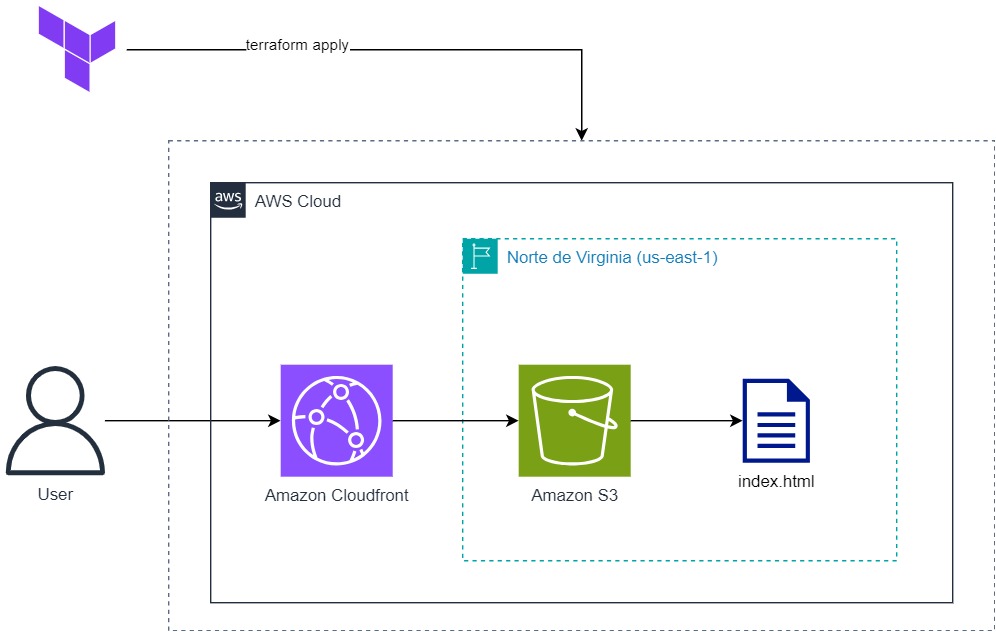 terraform apply
aws
AWS Cloud
Norte de Virginia (us-east-1)
User
Amazon Cloudfront
Amazon S3
index.html